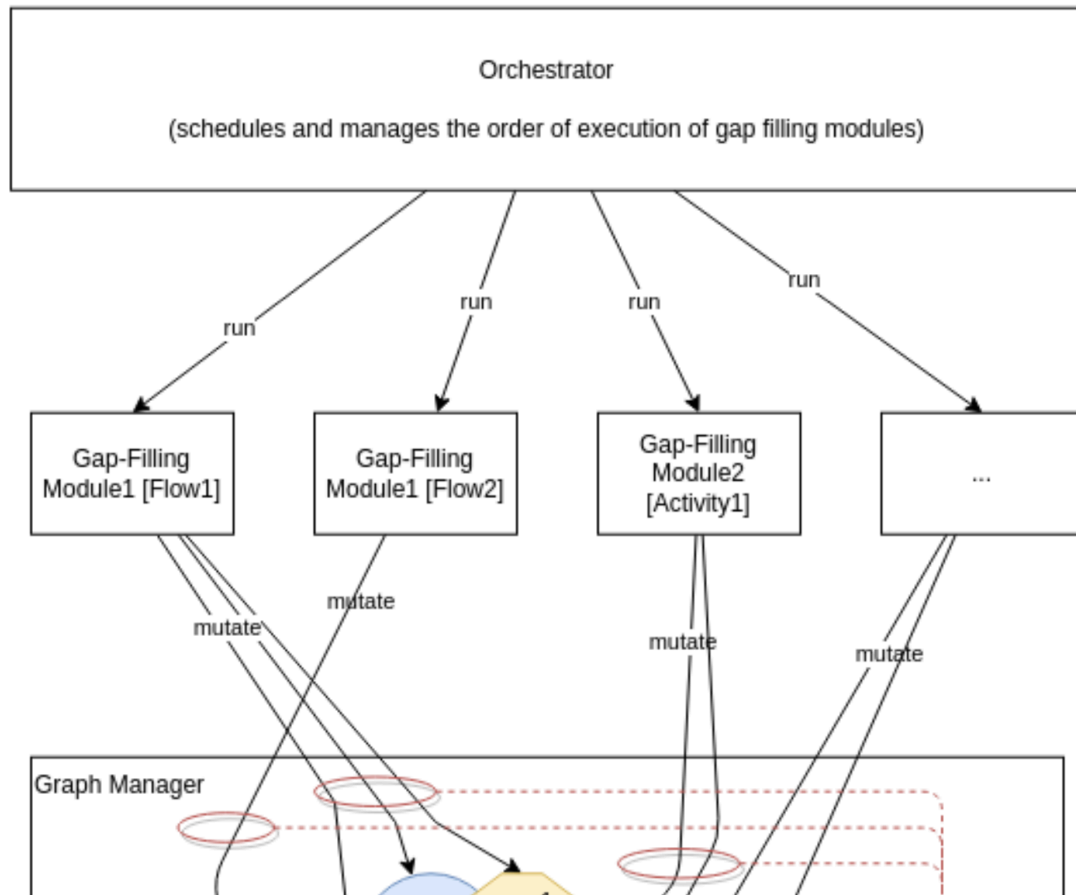 Orchestrator
(schedules and manages the order of execution of gap filling modules)
run
run
run
run
Gap-Filling
Module1 [Flow1]
Gap-Filling
Module1 [Flow2]
Gap-Filling
Module2
[Activity1]
...
mutate
mutate
mutate
mutate
Graph Manager